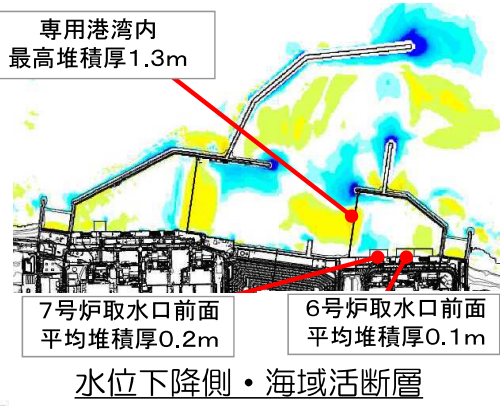 専用港湾内
最高堆積厚1.3m
7号炉取水口前面
平均堆積厚0.2m
6号炉取水口前面
平均堆積厚0.1m
水位下降側・海域活断層